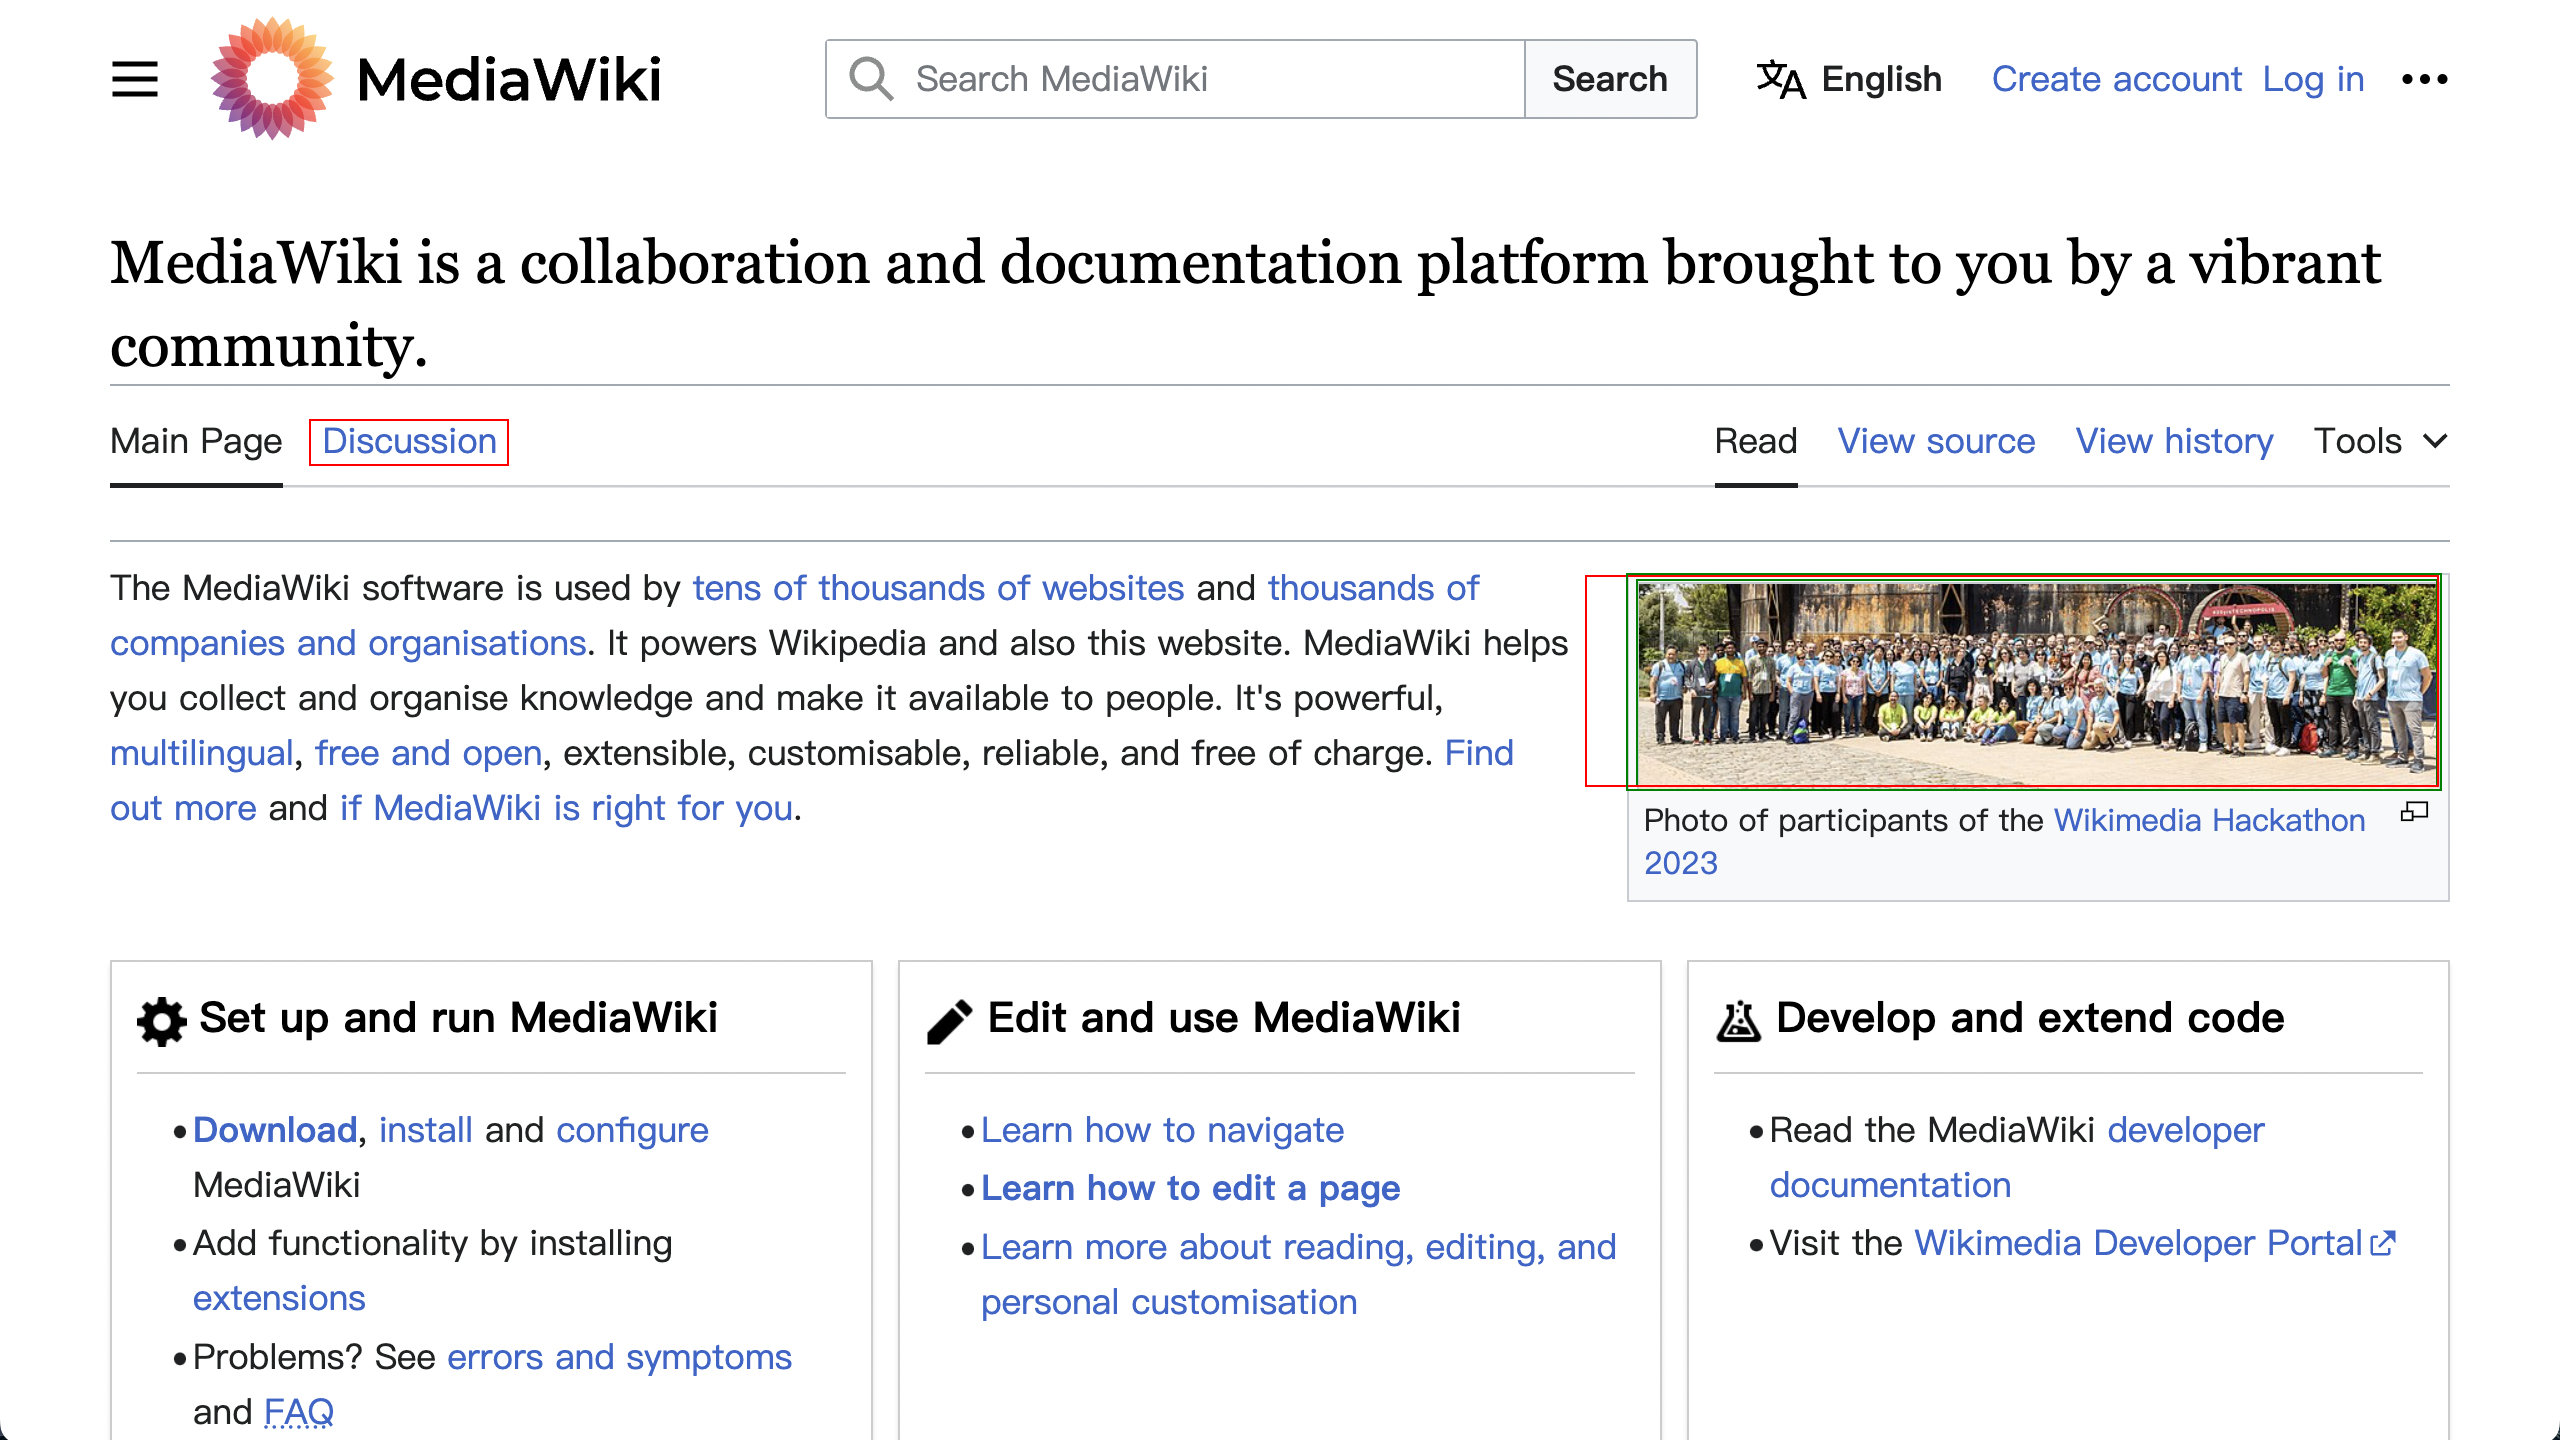 MediaWiki
Search MediaWiki
Search
English
Create account
Log in
MediaWiki is a collaboration and documentation platform brought to you by a vibrant
community.
Main Page
Discussion
Read
View source
View history
Tools
The MediaWiki software is used by tens of thousands of websites and thousands of
companies and organisations. It powers Wikipedia and also this website. MediaWiki helps
you collect and organise knowledge and make it available to people. It's powerful,
multilingual, free and open, extensible, customisable, reliable, and free of charge. Find
out more and if MediaWiki is right for you.
Photo of participants of the Wikimedia Hackathon
2023
Set up and run MediaWiki
• Download, install and configure
MediaWiki
• Add functionality by installing
extensions
• Problems? See errors and symptoms
and FAQ
Edit and use MediaWiki
• Learn how to navigate
• Learn how to edit a page
• Learn more about reading, editing, and
personal customisation
Develop and extend code
• Read the MediaWiki developer
documentation
• Visit the Wikimedia Developer Portal